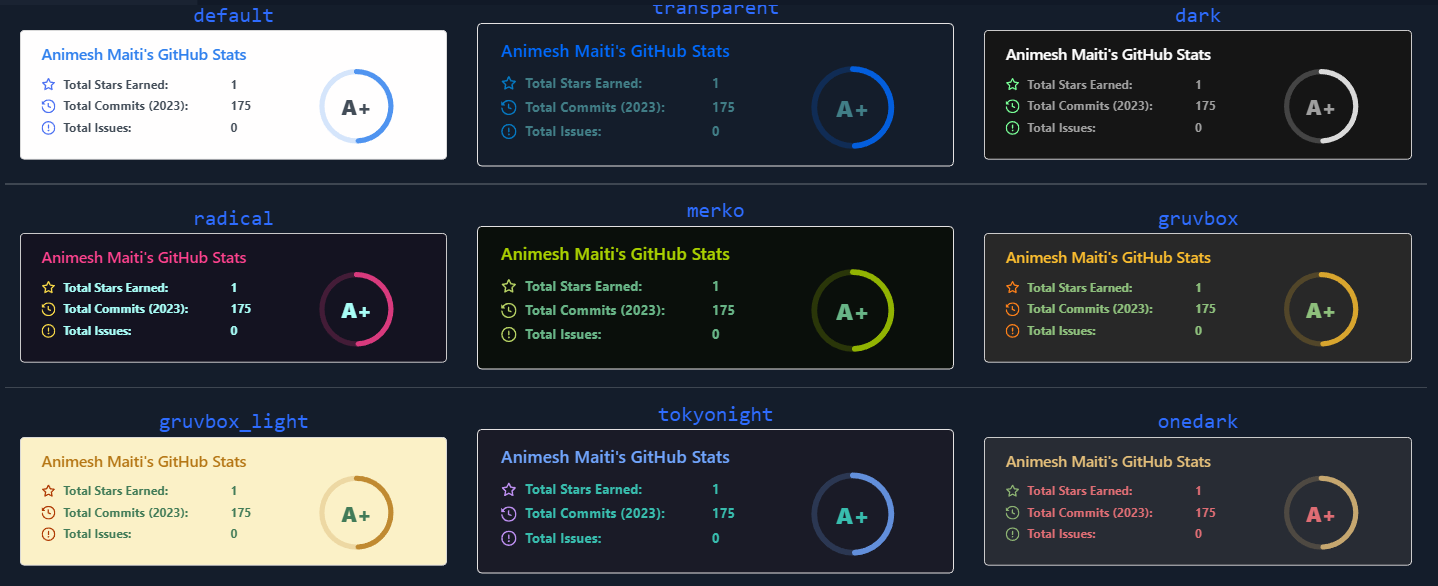 default
Animesh Maiti's GitHub Stats
Total Stars Earned: 1
Total Commits (2023): 175
Total Issues: 0
A+
transparent
Animesh Maiti's GitHub Stats
Total Stars Earned: 1
Total Commits (2023): 175
Total Issues: 0
A+
dark
Animesh Maiti's GitHub Stats
Total Stars Earned: 1
Total Commits (2023): 175
Total Issues: 0
A+
radical
Animesh Maiti's GitHub Stats
Total Stars Earned: 1
Total Commits (2023): 175
Total Issues: 0
A+
merko
Animesh Maiti's GitHub Stats
Total Stars Earned: 1
Total Commits (2023): 175
Total Issues: 0
A+
gruvbox
Animesh Maiti's GitHub Stats
Total Stars Earned: 1
Total Commits (2023): 175
Total Issues: 0
A+
gruvbox_light
Animesh Maiti's GitHub Stats
Total Stars Earned: 1
Total Commits (2023): 175
Total Issues: 0
A+
tokyonight
Animesh Maiti's GitHub Stats
Total Stars Earned: 1
Total Commits (2023): 175
Total Issues: 0
A+
onedark
Animesh Maiti's GitHub Stats
Total Stars Earned: 1
Total Commits (2023): 175
Total Issues: 0
A+